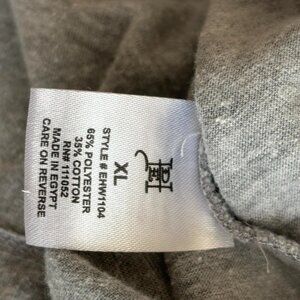 XL
STYLE # EHW1104
65% POLYESTER
35% COTTON
RN# 111052
MADE IN EGYPT
CARE ON REVERSE